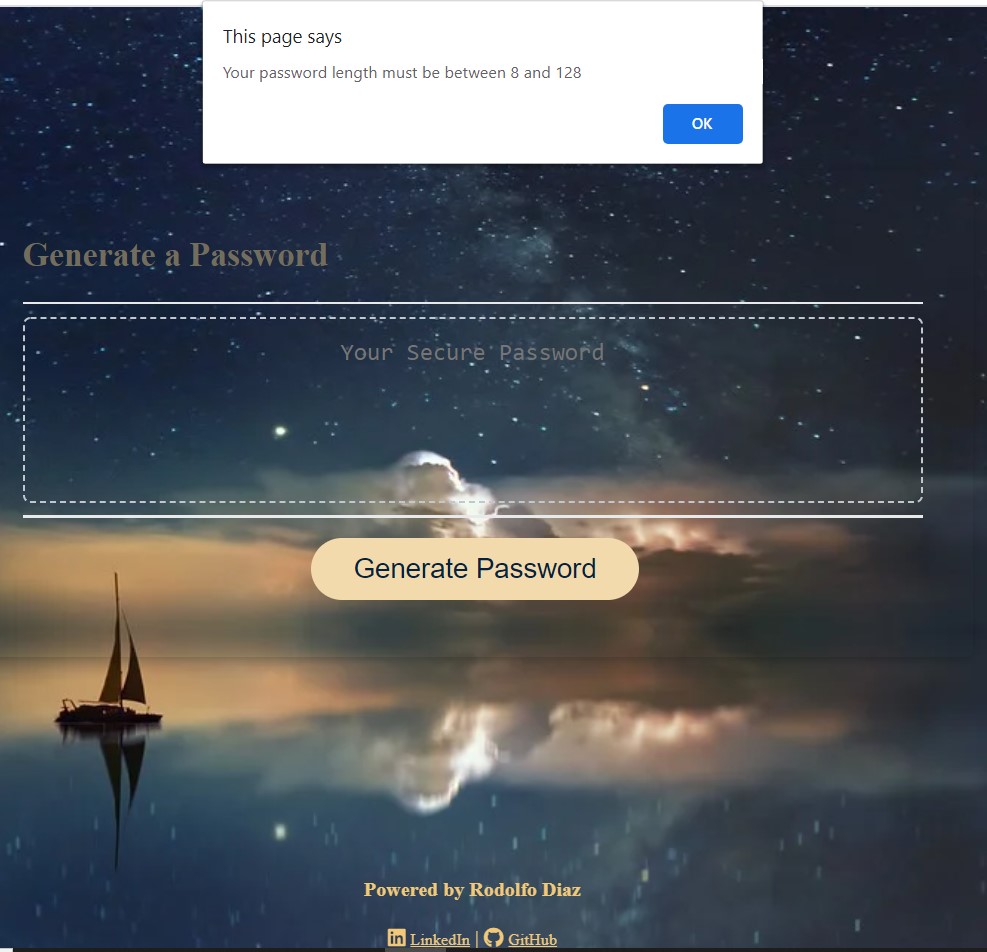 This page says
Your password length must be between 8 and 128
OK
Generate a Password
Your Secure Password
Generate Password
Powered by Rodolfo Diaz
LinkedIn | GitHub